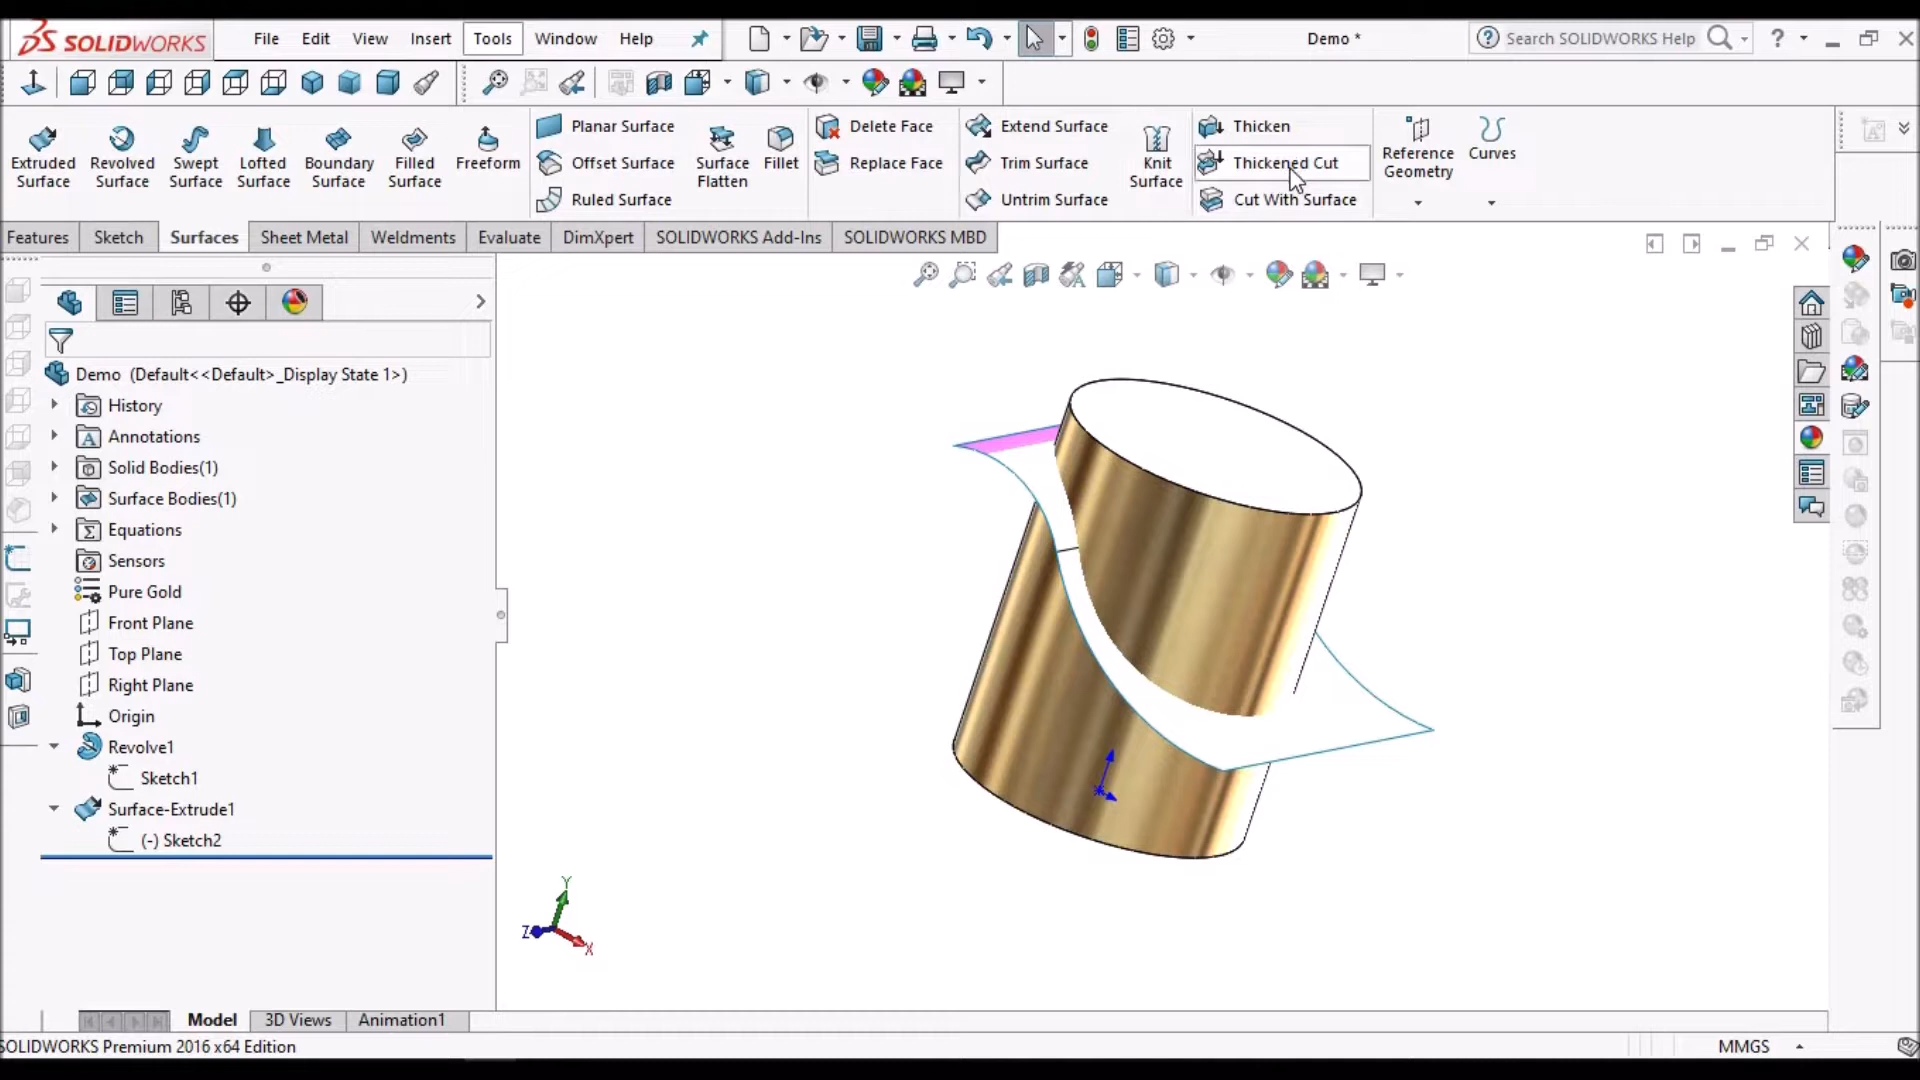 SOLIDWORKS
File Edit View Insert Tools Window Help
Demo *
Search SOLIDWORKS Help
?
Extruded Surface
Revolved Surface
Swept Surface
Lofted Surface
Boundary Surface
Filled Surface
Freeform
Planar Surface
Offset Surface
Ruled Surface
Surface Flatten
Fillet
Delete Face
Replace Face
Extend Surface
Trim Surface
Untrim Surface
Knit Surface
Thicken
Thickened Cut
Cut With Surface
Reference Geometry
Curves
Features Sketch Surfaces Sheet Metal Weldments Evaluate DimXpert SOLIDWORKS Add-Ins SOLIDWORKS MBD
Demo (Default<<Default>_Display State 1>)
History
Annotations
Solid Bodies(1)
Surface Bodies(1)
Equations
Sensors
Pure Gold
Front Plane
Top Plane
Right Plane
Origin
Revolve1
Sketch1
Surface-Extrude1
(-) Sketch2
Y
Z
X
Model 3D Views Animation1
SOLIDWORKS Premium 2016 x64 Edition
MMGS